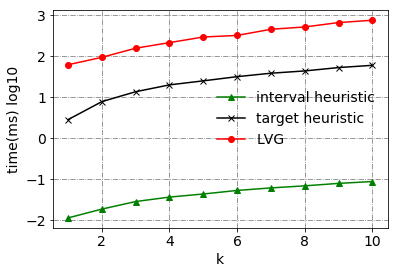 3
2
1
0
−1
−2
time(ms) log10
interval heuristic
target heuristic
LVG
2 4 6 8 10
k